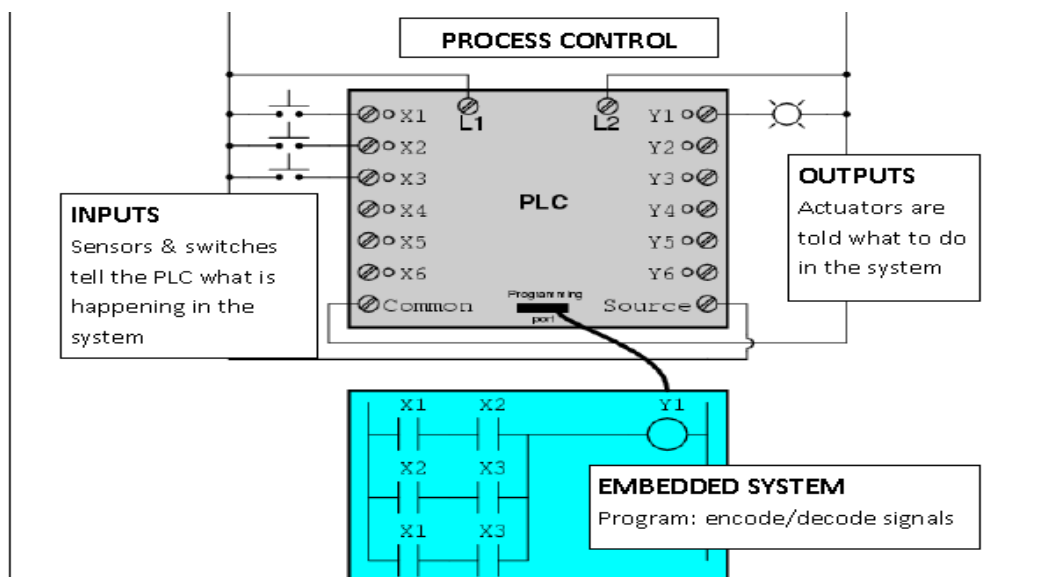 PROCESS CONTROL
L1
L2
X1
Y1
X2
Y2
X3
Y3
PLC
X4
Y4
X5
Y5
X6
Y6
Common
Programming
port
Source
INPUTS
Sensors & switches
tell the PLC what is
happening in the
system
OUTPUTS
Actuators are
told what to do
in the system
X1 X2 Y1
X2 X3
X1 X3
EMBEDDED SYSTEM
Program: encode/decode signals